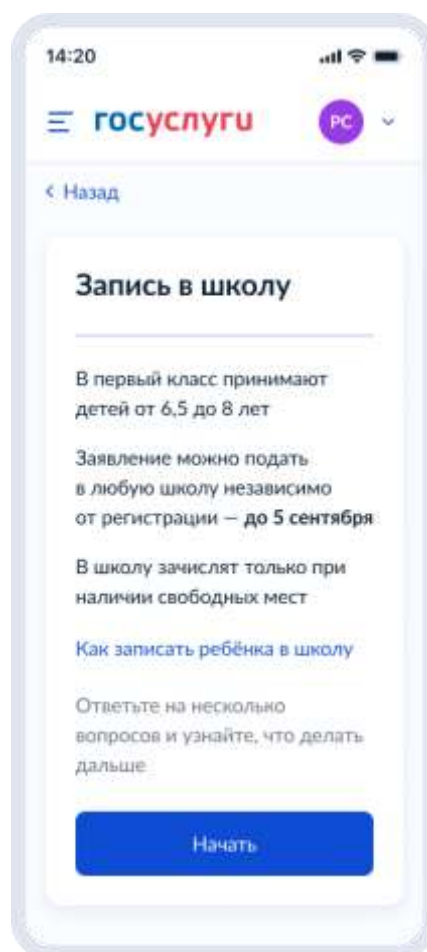 14:20
госуслуги
РС
Назад
Запись в школу
В первый класс принимают
детей от 6,5 до 8 лет
Заявление можно подать
в любую школу независимо
от регистрации — до 5 сентября
В школу зачислят только при
наличии свободных мест
Как записать ребёнка в школу
Ответьте на несколько
вопросов и узнайте, что делать
дальше
Начать